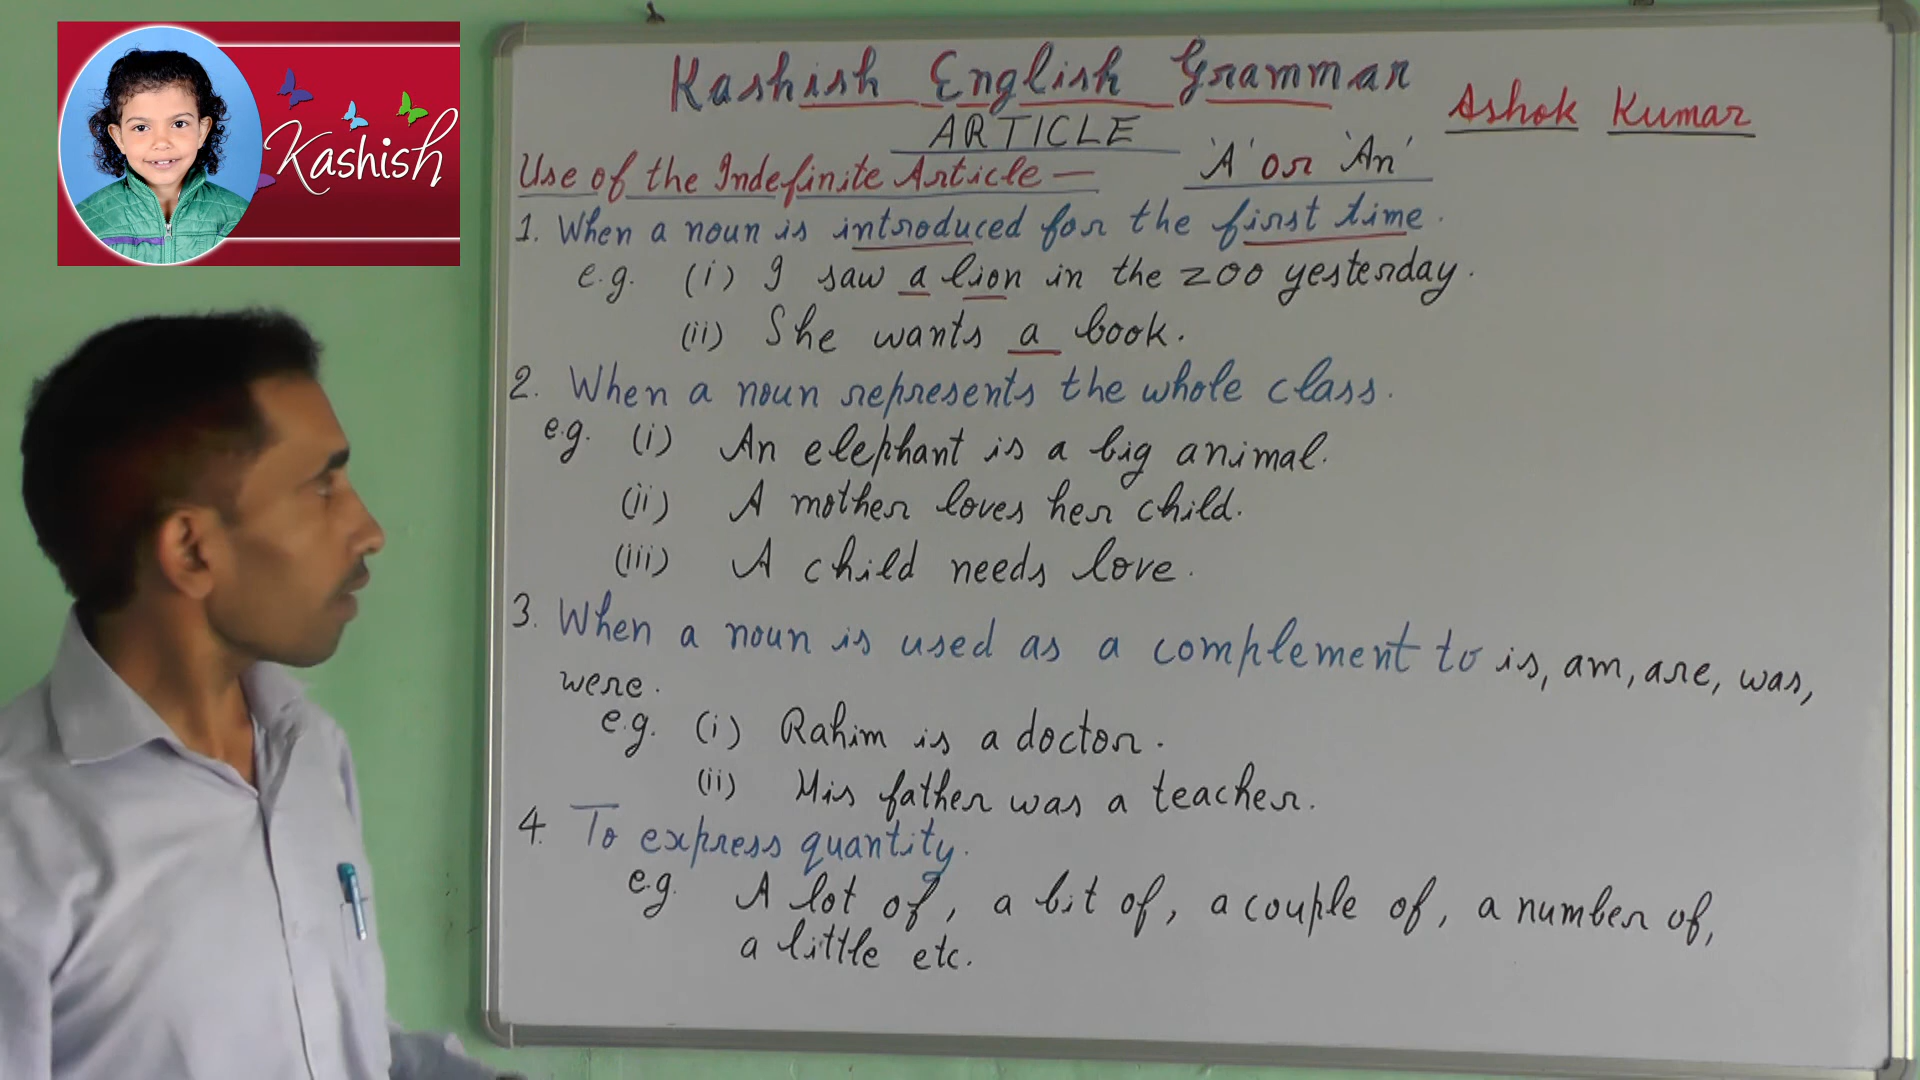 Kashish
Kashish English Grammar
Ashok Kumar
ARTICLE
Use of the Indefinite Article — 'A' or 'An'
1. When a noun is introduced for the first time.
e.g. (i) I saw a lion in the zoo yesterday.
(ii) She wants a book.
2. When a noun represents the whole class.
e.g. (i) An elephant is a big animal.
(ii) A mother loves her child.
(iii) A child needs love.
3. When a noun is used as a complement to is, am, are, was,
were.
e.g. (i) Rahim is a doctor.
(ii) His father was a teacher.
4. To express quantity.
e.g. A lot of, a bit of, a couple of, a number of,
a little etc.